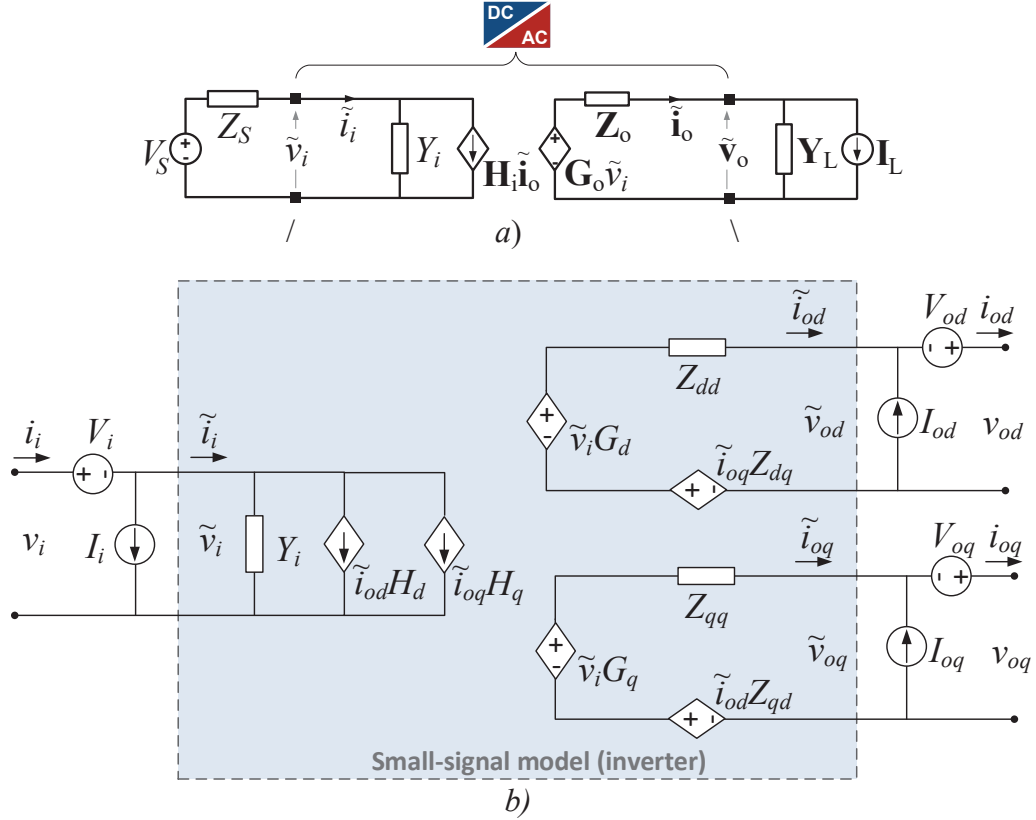 DC
AC
Z_S
ĩ_i
Z_o
ĩ_o
V_S
ṽ_i
Y_i
H_i ĩ_o
G_o ṽ_i
ṽ_o
Y_L
I_L
a)
ĩ_od
V_od
i_od
Z_dd
ṽ_i G_d
ṽ_od
I_od
v_od
ĩ_oq Z_dq
i_i
V_i
ĩ_i
v_i
I_i
ṽ_i
Y_i
ĩ_od H_d
ĩ_oq H_q
ĩ_oq
V_oq
i_oq
Z_qq
ṽ_i G_q
ṽ_oq
I_oq
v_oq
ĩ_od Z_qd
Small-signal model (inverter)
b)